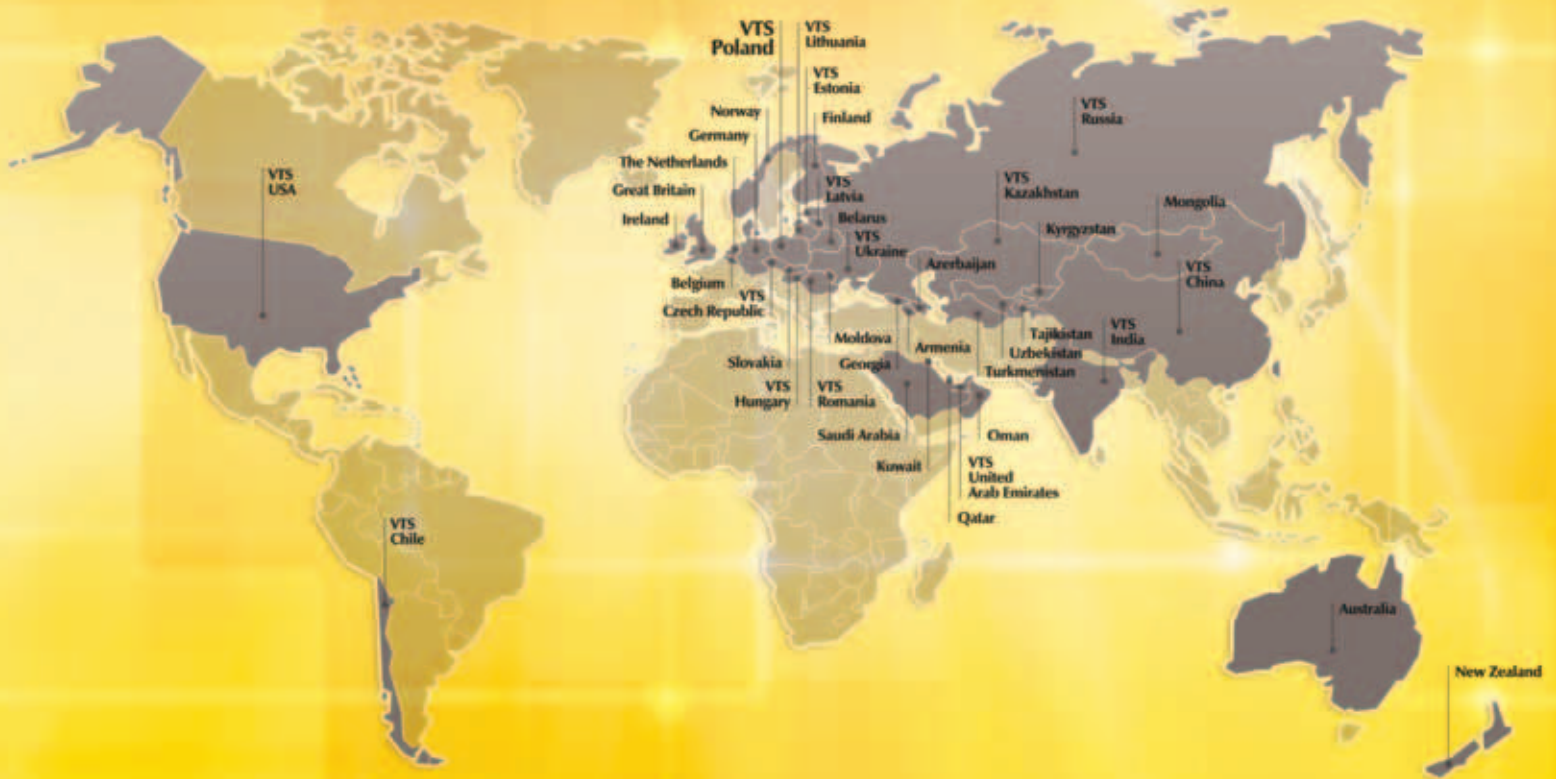 VTS
Poland
VTS
Lithuania
VTS
Estonia
Norway
Finland
Germany
The Netherlands
Great Britain
Ireland
VTS
Latvia
Belarus
VTS
Ukraine
Azerbaijan
VTS
Russia
VTS
Kazakhstan
Kyrgyzstan
Mongolia
VTS
China
VTS
USA
Belgium
VTS
Czech Republic
Moldova
Armenia
Tajikistan
VTS
India
Uzbekistan
Slovakia
Georgia
Turkmenistan
VTS
Hungary
VTS
Romania
Saudi Arabia
Oman
Kuwait
VTS
United
Arab Emirates
Qatar
VTS
Chile
Australia
New Zealand